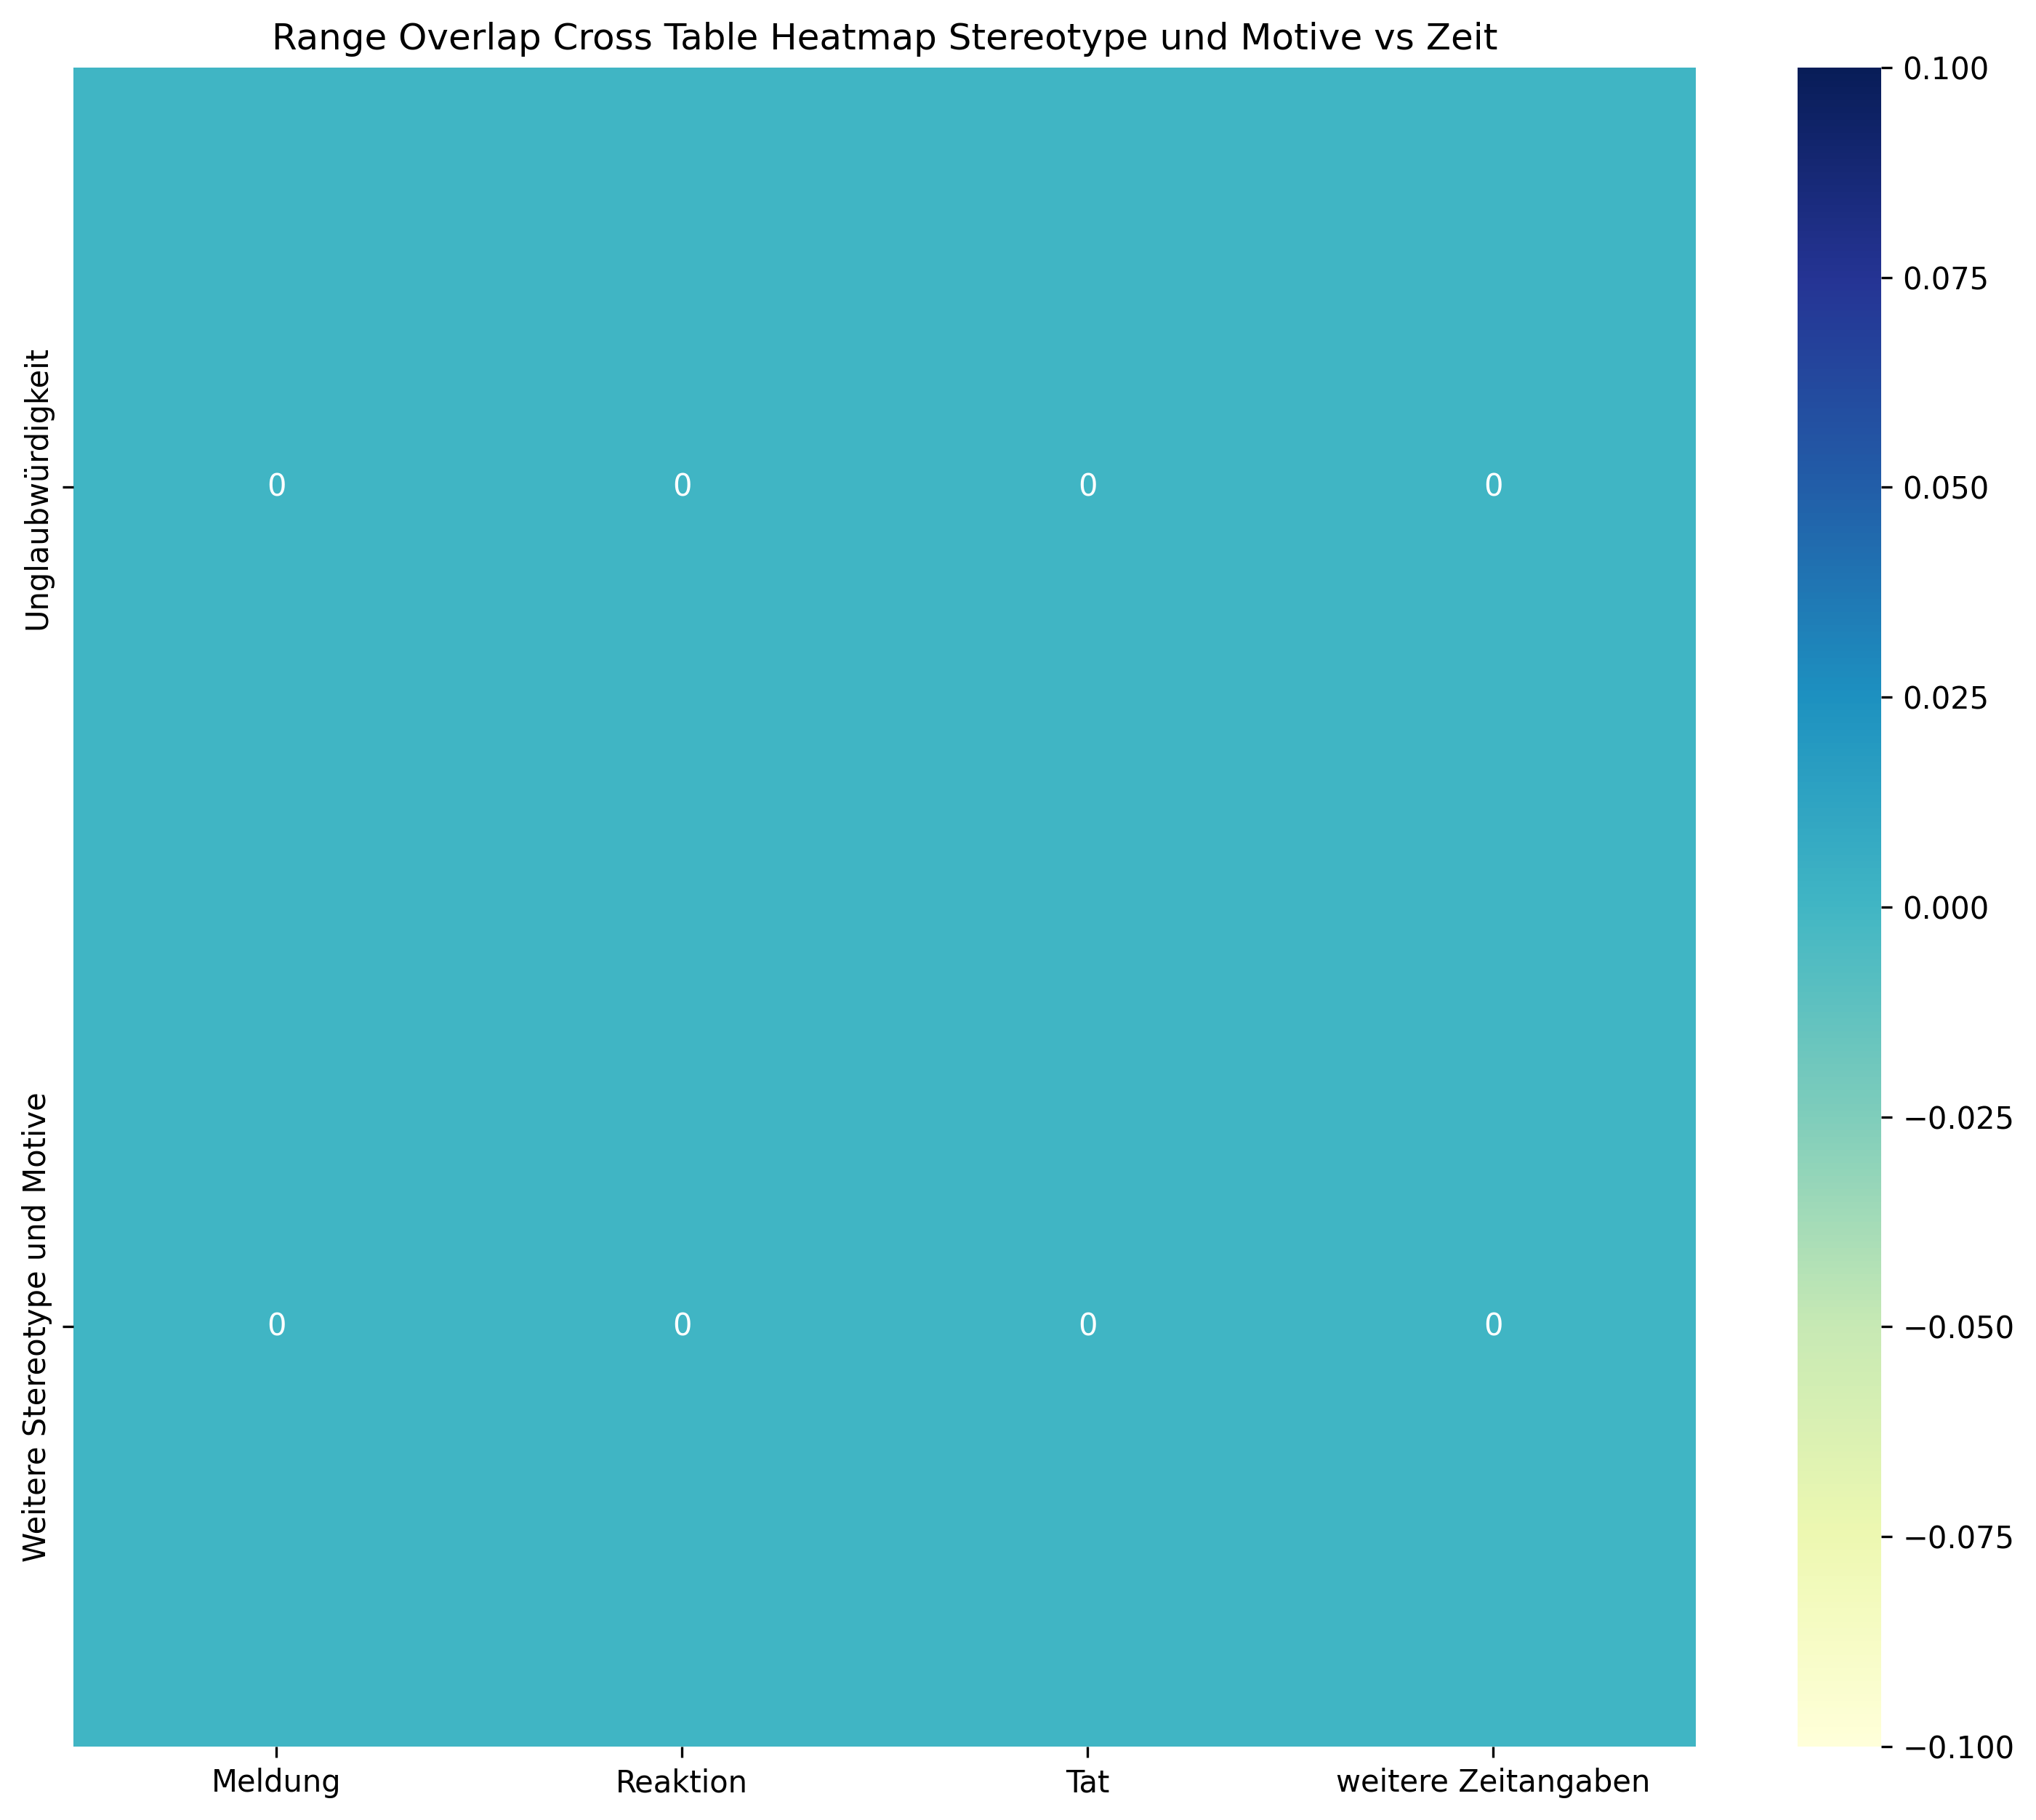 Range Overlap Cross Table Heatmap Stereotype und Motive vs Zeit
Unglaubwürdigkeit
0 0 0 0
Weitere Stereotype und Motive
0 0 0 0
Meldung Reaktion Tat weitere Zeitangaben
0.100
0.075
0.050
0.025
0.000
−0.025
−0.050
−0.075
−0.100